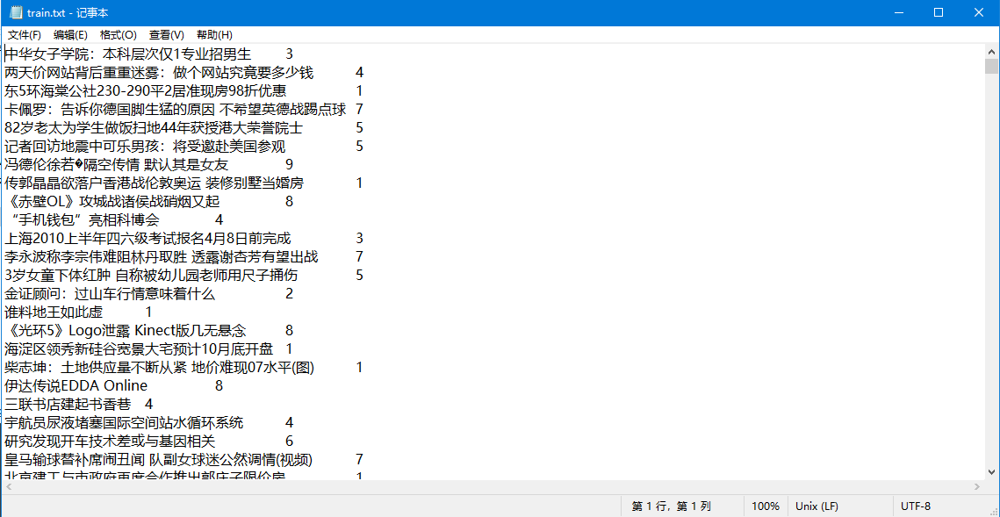 train.txt - 记事本
文件(F) 编辑(E) 格式(O) 查看(V) 帮助(H)
中华女子学院：本科层次仅1专业招男生 3
两天价网站背后重重迷雾：做个网站究竟要多少钱 4
东5环海棠公社230-290平2居准现房98折优惠 1
卡佩罗：告诉你德国脚生猛的原因 不希望英德战踢点球 7
82岁老太为学生做饭扫地44年获授港大荣誉院士 5
记者回访地震中可乐男孩：将受邀赴美国参观 5
冯德伦徐若�隔空传情 默认其是女友 9
传郭晶晶欲落户香港战伦敦奥运 装修别墅当婚房 1
《赤壁OL》攻城战诸侯战硝烟又起 8
“手机钱包”亮相科博会 4
上海2010上半年四六级考试报名4月8日前完成 3
李永波称李宗伟难阻林丹取胜 透露谢杏芳有望出战 7
3岁女童下体红肿 自称被幼儿园老师用尺子捅伤 5
金证顾问：过山车行情意味着什么 2
谁料地王如此虚 1
《光环5》Logo泄露 Kinect版几无悬念 8
海淀区领秀新硅谷宽景大宅预计10月底开盘 1
柴志坤：土地供应量不断从紧 地价难现07水平(图) 1
伊达传说EDDA Online 8
三联书店建起书香巷 4
宇航员尿液堵塞国际空间站水循环系统 4
研究发现开车技术差或与基因相关 6
皇马输球替补席闹丑闻 队副女球迷公然调情(视频) 7
北京建工与市政府再度合作推出郭庄子限价房 1
第 1 行，第 1 列 100% Unix (LF) UTF-8